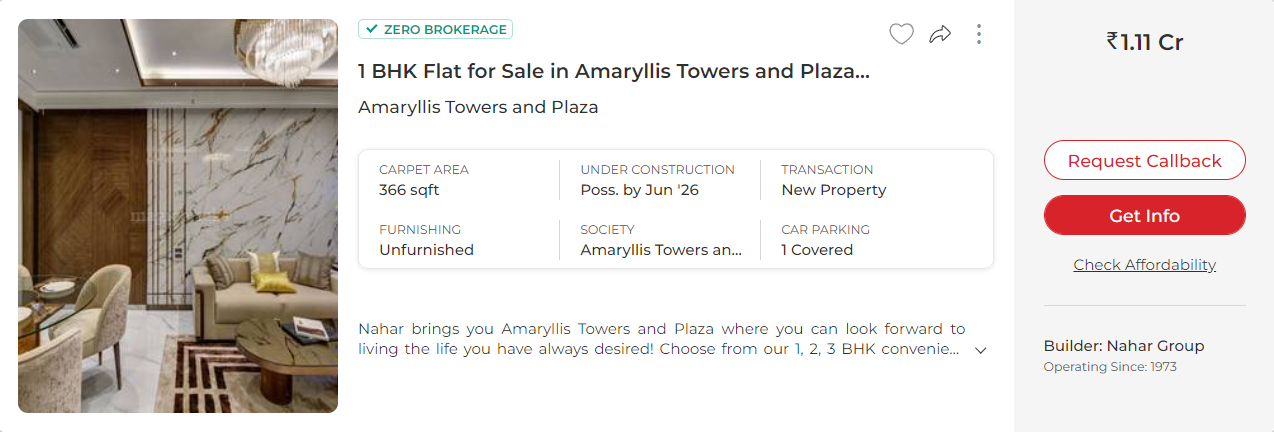 ZERO BROKERAGE
₹1.11 Cr
1 BHK Flat for Sale in Amaryllis Towers and Plaza...
Amaryllis Towers and Plaza
CARPET AREA
366 sqft
UNDER CONSTRUCTION
Poss. by Jun '26
TRANSACTION
New Property
FURNISHING
Unfurnished
SOCIETY
Amaryllis Towers an...
CAR PARKING
1 Covered
Nahar brings you Amaryllis Towers and Plaza where you can look forward to
living the life you have always desired! Choose from our 1, 2, 3 BHK convenie...
Request Callback
Get Info
Check Affordability
Builder: Nahar Group
Operating Since: 1973